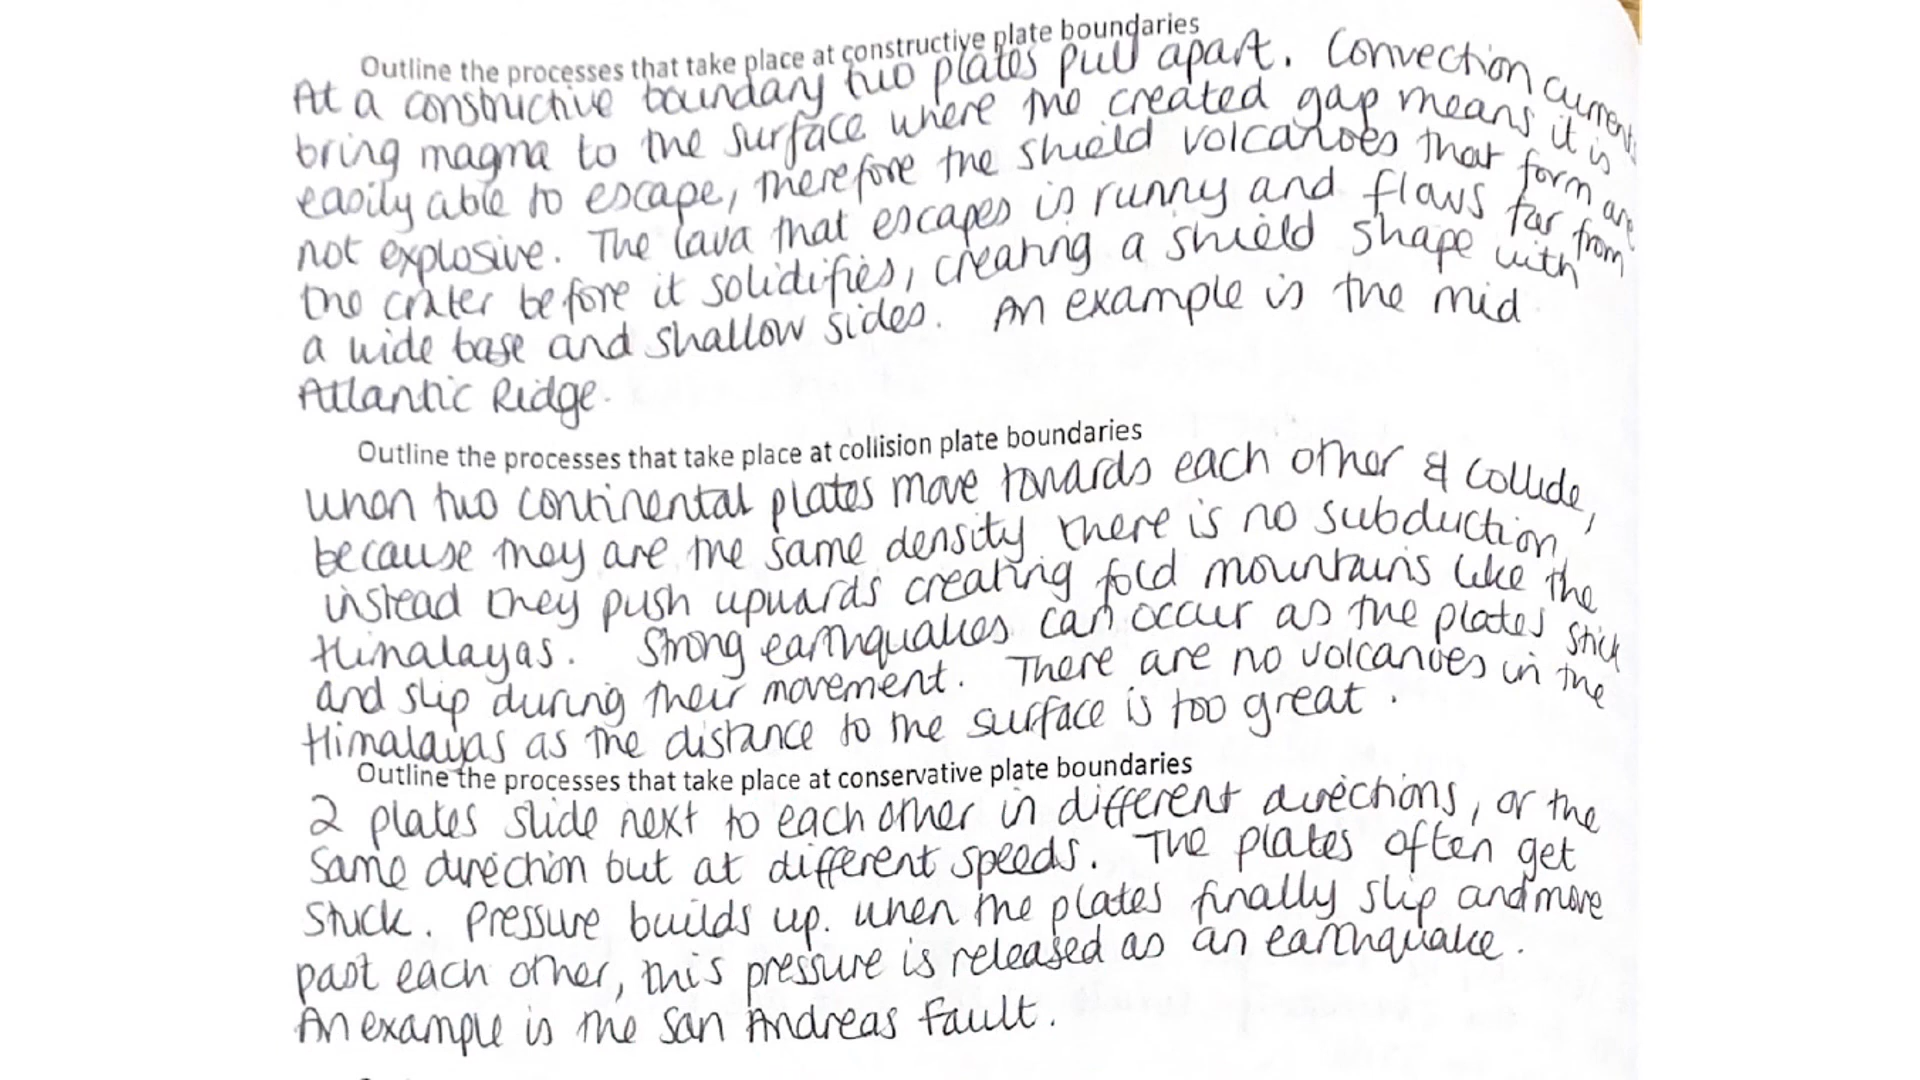 Outline the processes that take place at constructive plate boundaries
At a constructive boundary two plates pull apart. Convection currents
bring magma to the surface where the created gap means it is
easily able to escape, therefore the shield volcanoes that form are
not explosive. The lava that escapes is runny and flows far from
the crater before it solidifies, creating a shield shape with
a wide base and shallow sides. An example is the mid
Atlantic Ridge.
Outline the processes that take place at collision plate boundaries
When two continental plates move towards each other & collide,
because they are the same density there is no subduction,
instead they push upwards creating fold mountains like the
Himalayas. Strong earthquakes can occur as the plates stick
and slip during their movement. There are no volcanoes in the
Himalayas as the distance to the surface is too great.
Outline the processes that take place at conservative plate boundaries
2 plates slide next to each other in different directions, or the
same direction but at different speeds. The plates often get
stuck. Pressure builds up. when the plates finally slip and move
past each other, this pressure is released as an earthquake.
An example is the San Andreas Fault.